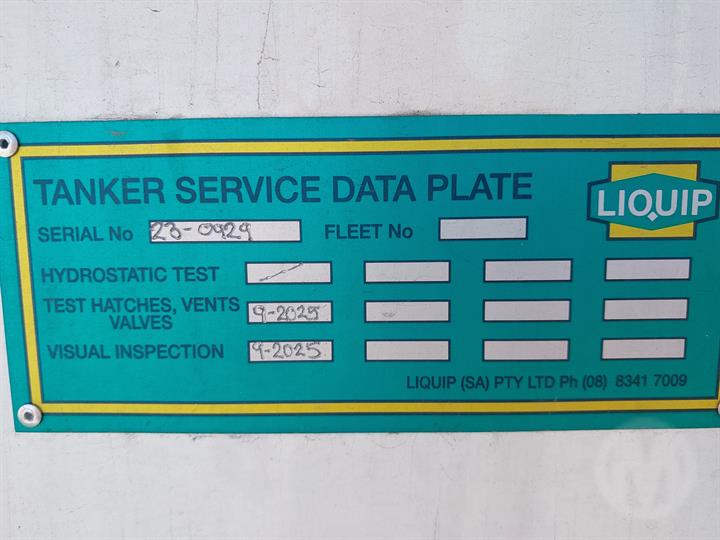 TANKER SERVICE DATA PLATE
LIQUIP
SERIAL No 23-0929 FLEET No
HYDROSTATIC TEST
TEST HATCHES, VENTS
VALVES 9-2025
VISUAL INSPECTION 9-2025
LIQUIP (SA) PTY LTD Ph (08) 8341 7009